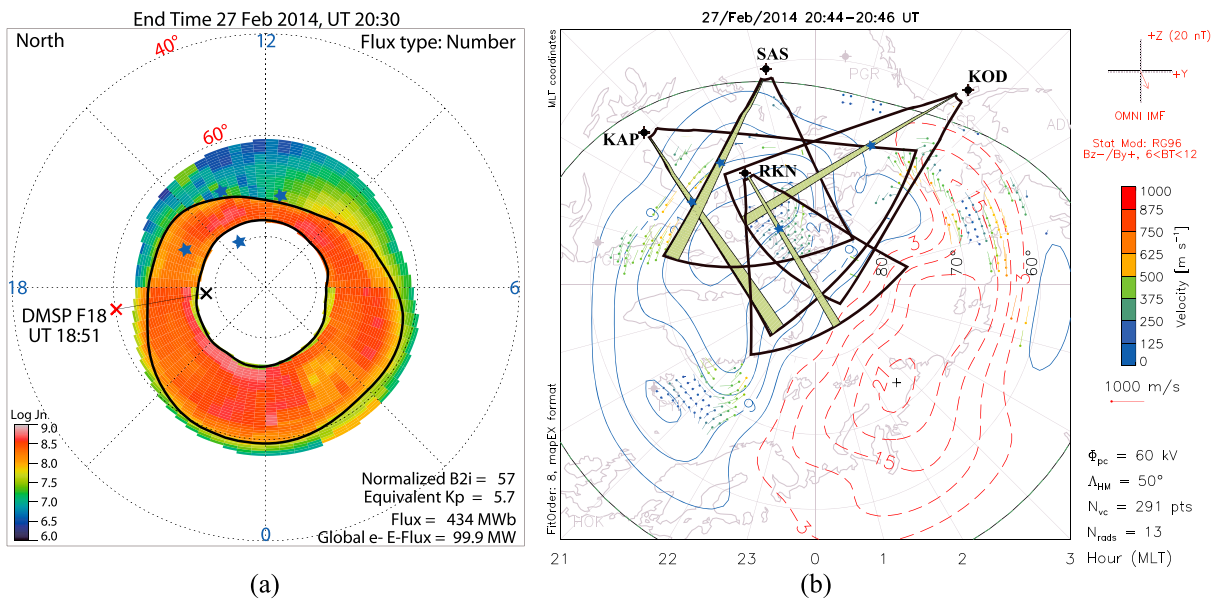 End Time 27 Feb 2014, UT 20:30
North
40°
12
Flux type: Number
60°
18
6
DMSP F18
UT 18:51
Log Jn.
9.0
8.5
8.0
7.5
7.0
6.5
6.0
Normalized B2i = 57
Equivalent Kp = 5.7
Flux = 434 MWb
Global e- E-Flux = 99.9 MW
0
(a)
27/Feb/2014 20:44-20:46 UT
MLT coordinates
FitOrder: 8, mapEX format
SAS
KOD
KAP
RKN
PGR
AD
HOK
9
9
9
3
15
3
80°
70°
60°
21
15
3
+Z (20 nT)
+Y
OMNI IMF
Stat Mod: RG96
Bz-/By+, 6<BT<12
1000
875
750
625
500
375
250
125
0
Velocity [m s⁻¹]
1000 m/s
Φpc = 60 kV
ΛHM = 50°
Nvc = 291 pts
Nrads = 13
21 22 23 0 1 2 3 Hour (MLT)
(b)